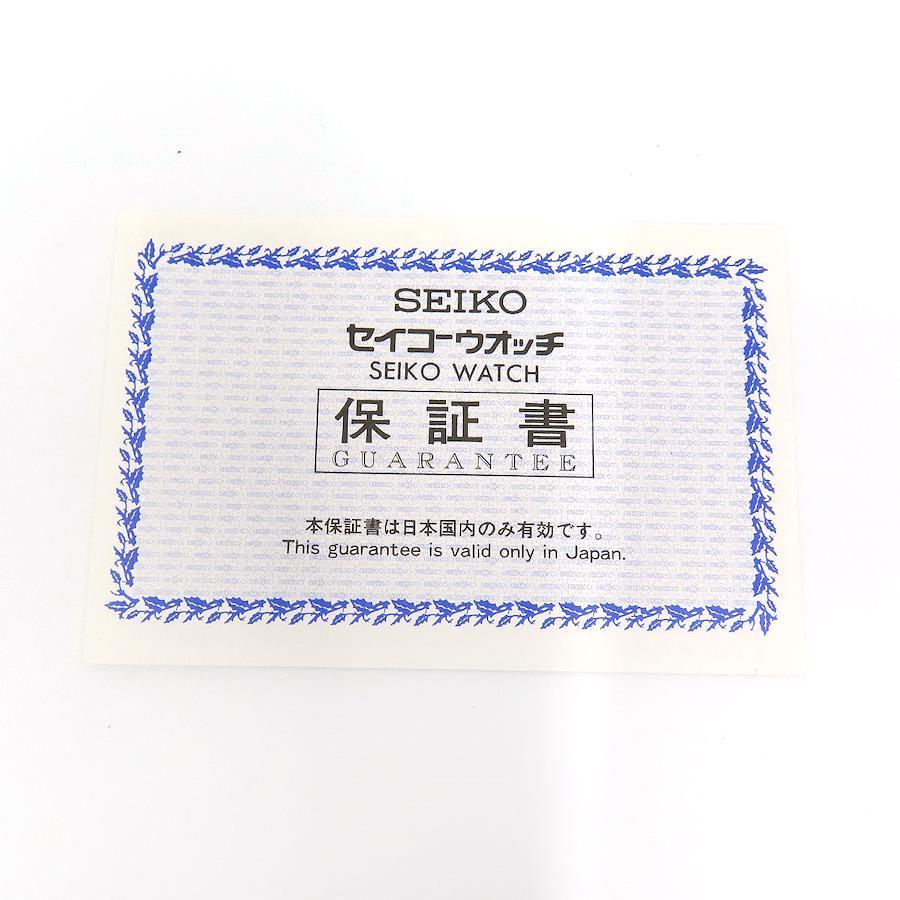 SEIKO
セイコーウオッチ
SEIKO WATCH
保証書
GUARANTEE
本保証書は日本国内のみ有効です。
This guarantee is valid only in Japan.